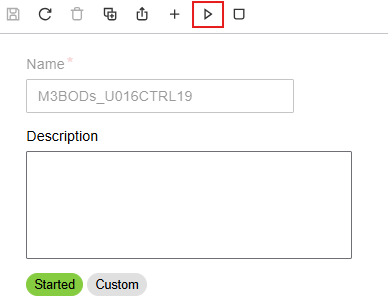 Name*
M3BODs_U016CTRL19
Description
Started Custom